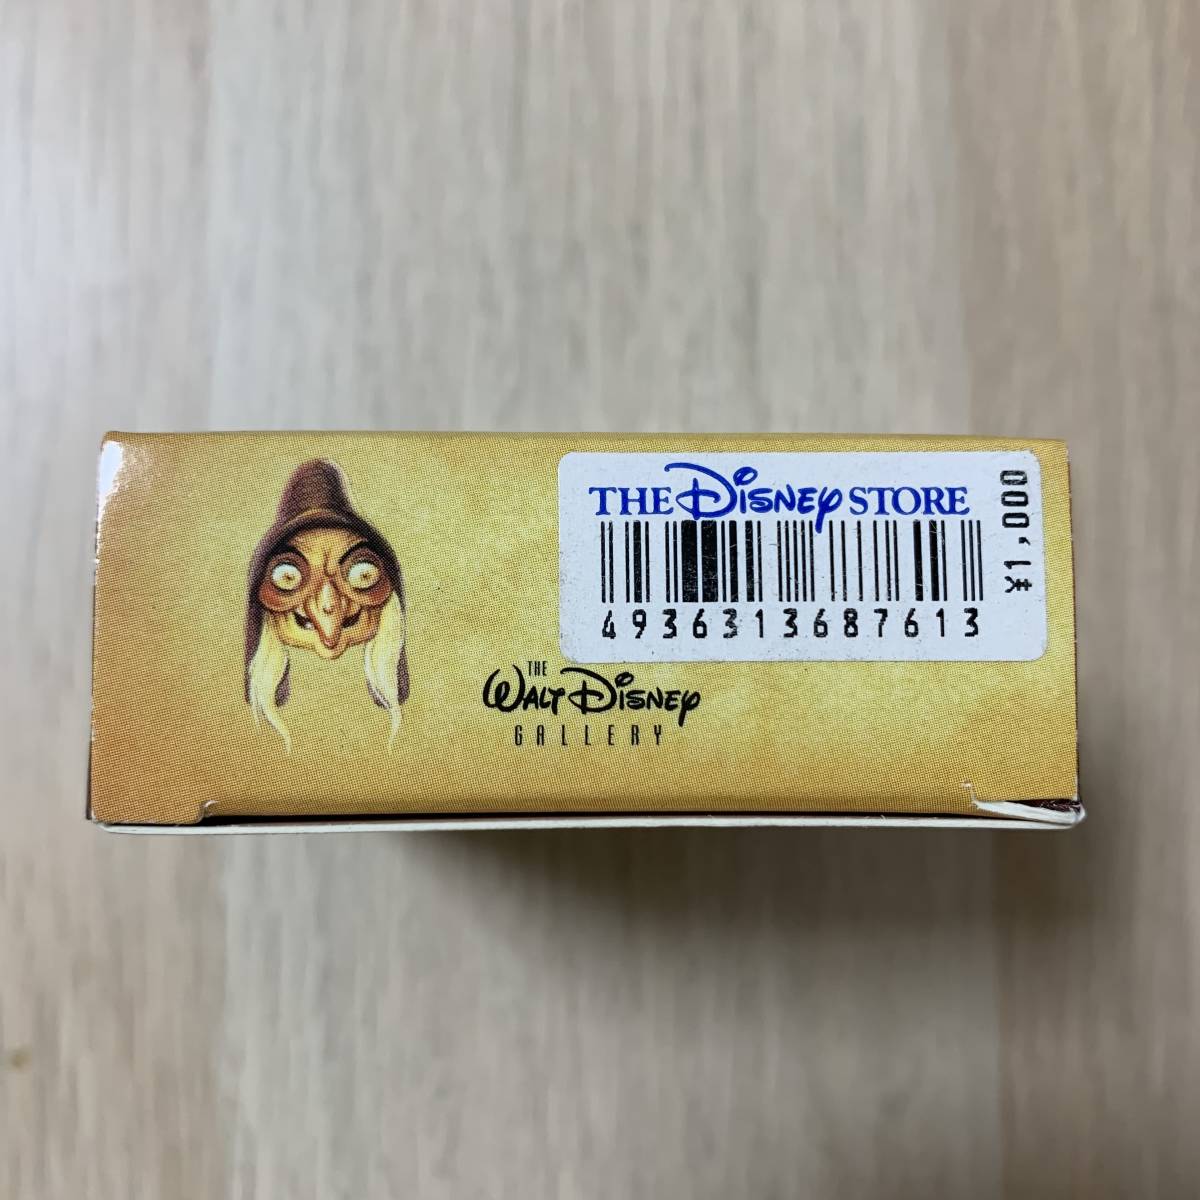 THE DISNEY STORE
¥1,000
4936313687613
THE
WALT DISNEY
GALLERY